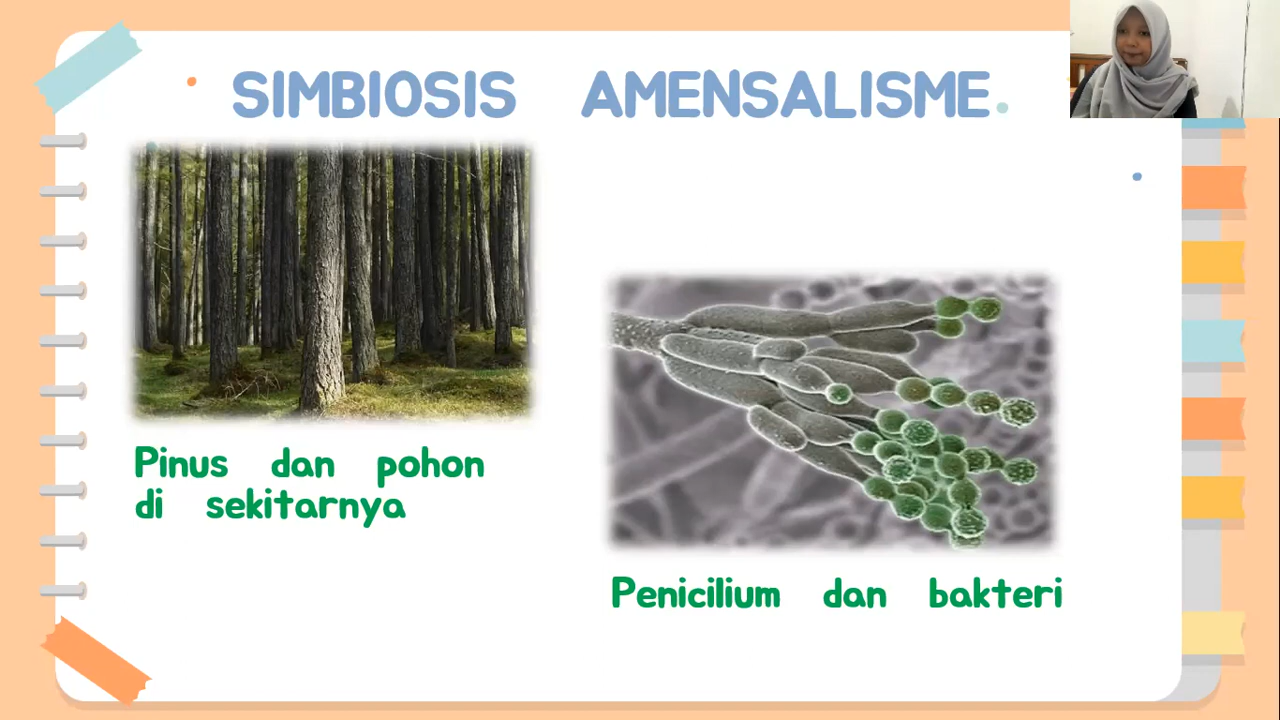 SIMBIOSIS AMENSALISME
Pinus dan pohon
di sekitarnya
Penicilium dan bakteri